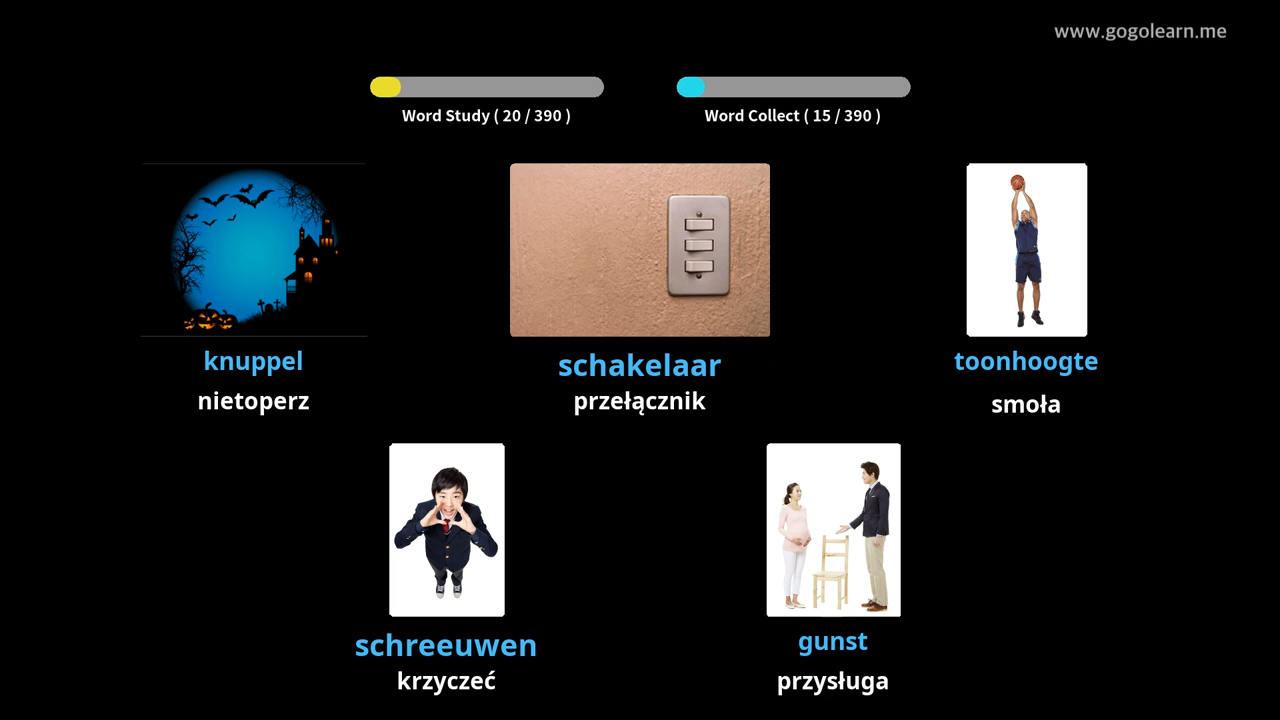 www.gogolearn.me
Word Study ( 20 / 390 )
Word Collect ( 15 / 390 )
knuppel
nietoperz
schakelaar
przełącznik
toonhoogte
smoła
schreeuwen
krzyczeć
gunst
przysługa